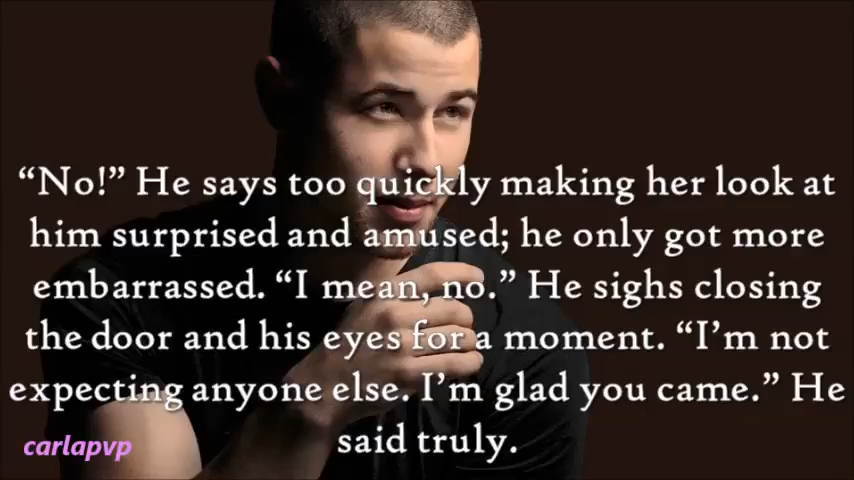 “No!” He says too quickly making her look at
him surprised and amused; he only got more
embarrassed. “I mean, no.” He sighs closing
the door and his eyes for a moment. “I’m not
expecting anyone else. I’m glad you came.” He
said truly.
carlapvp